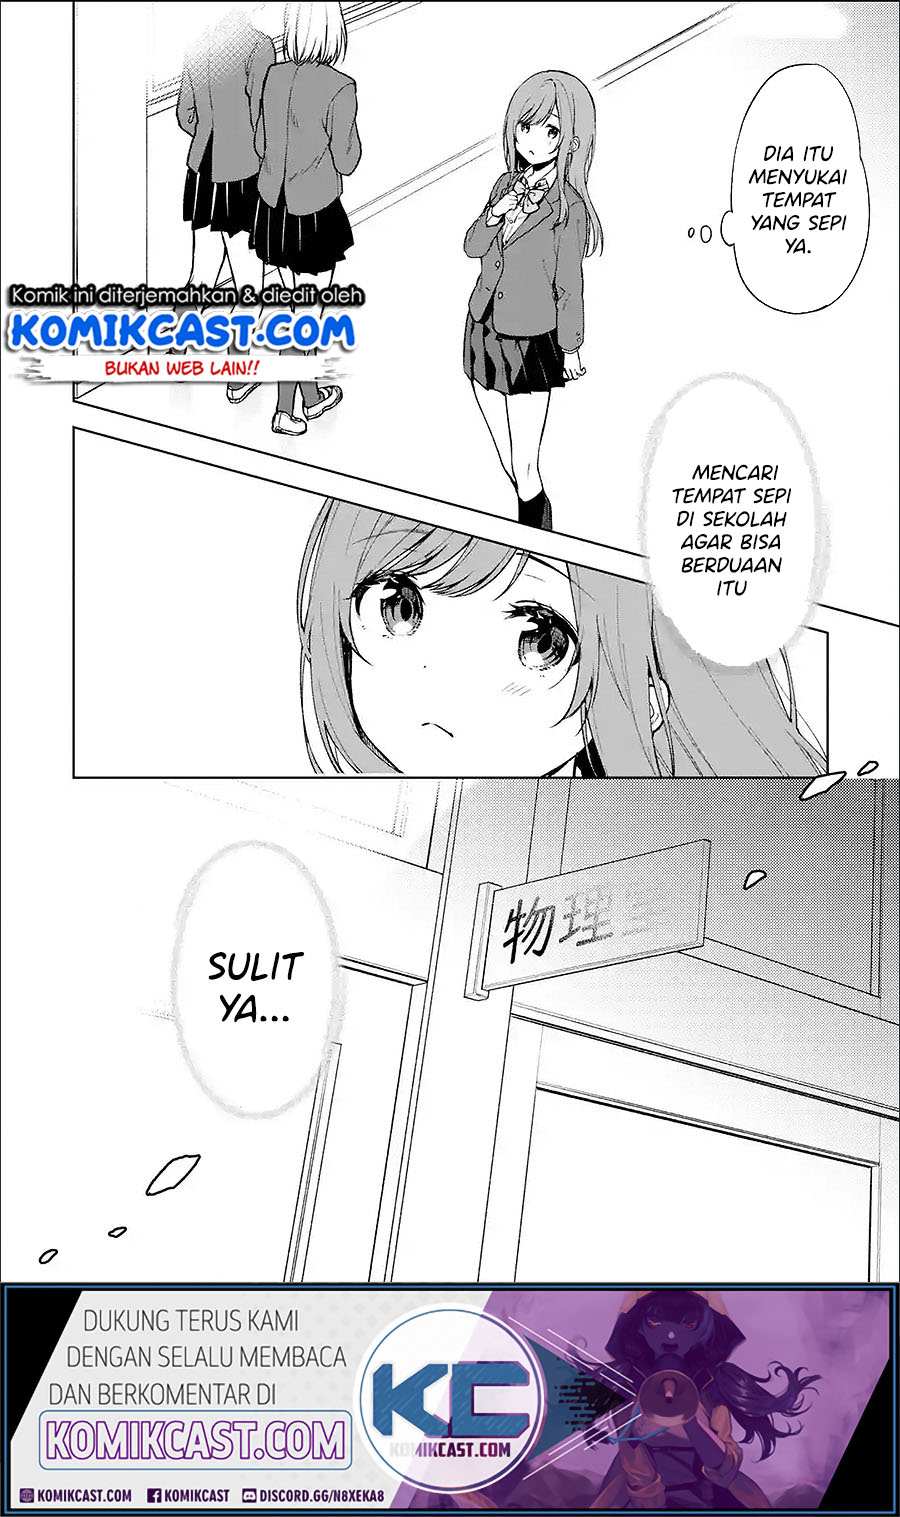 DIA ITU
MENYUKAI
TEMPAT
YANG SEPI
YA.
Komik ini diterjemahkan & diedit oleh
KOMIKCAST.COM
BUKAN WEB LAIN!!
MENCARI
TEMPAT SEPI
DI SEKOLAH
AGAR BISA
BERDUAAN
ITU
物理室
SULIT
YA...
DUKUNG TERUS KAMI
DENGAN SELALU MEMBACA
DAN BERKOMENTAR DI
KOMIKCAST.COM
KC
KOMIKCAST.COM
KOMIKCAST.COM
KOMIKCAST
DISCORD.GG/N8XEKA8